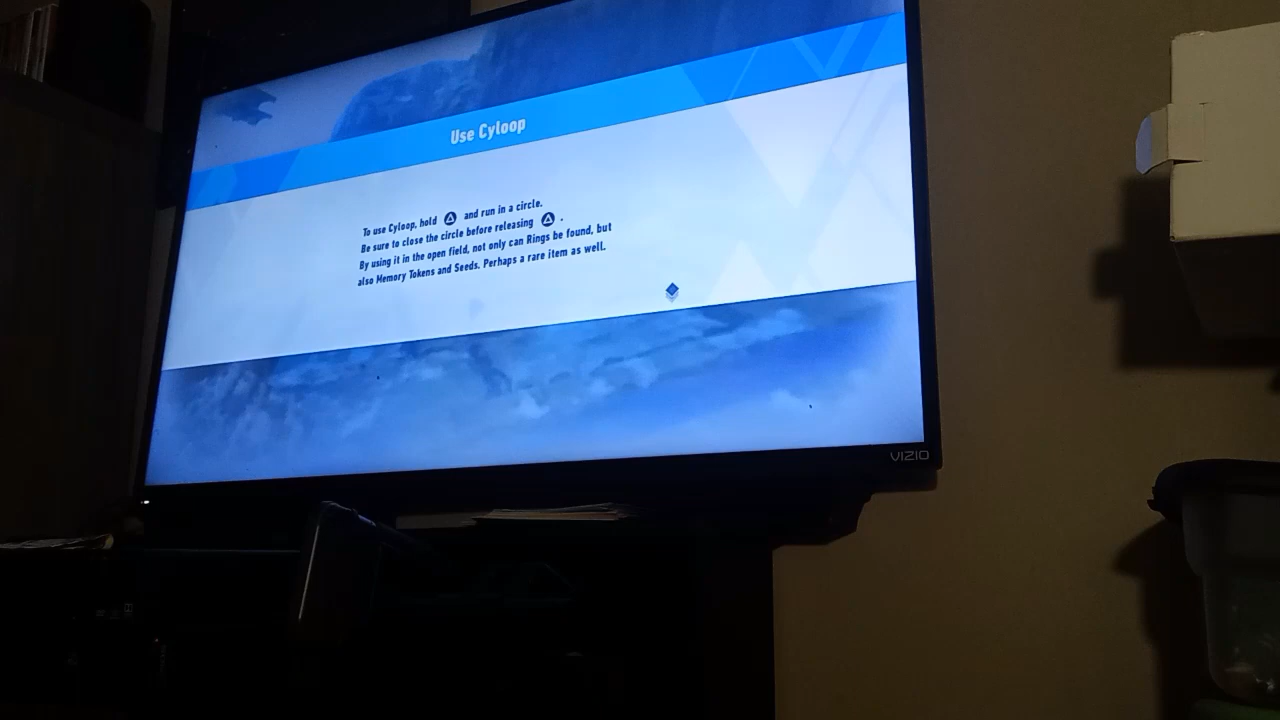 Use Cyloop
To use Cyloop, hold △ and run in a circle.
Be sure to close the circle before releasing △ .
By using it in the open field, not only can Rings be found, but
also Memory Tokens and Seeds. Perhaps a rare item as well.
VIZIO